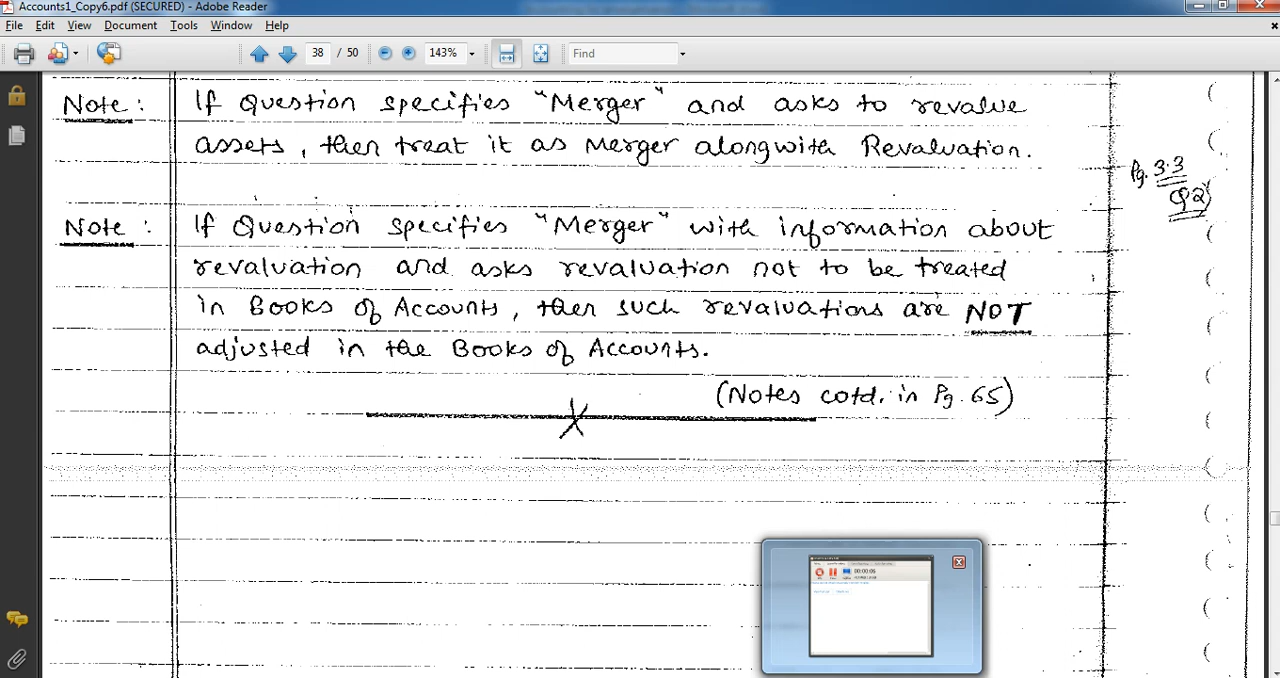 Accounts1_Copy6.pdf (SECURED) - Adobe Reader
File Edit View Document Tools Window Help
38 / 50 143% Find
Note : If Question specifies "Merger" and asks to revalue
assets, then treat it as Merger alongwith Revaluation.
Pg. 3.3
Q2)
Note : If Question specifies "Merger" with information about
revaluation and asks revaluation not to be treated
in Books of Accounts, then such revaluations are NOT
adjusted in the Books of Accounts.
(Notes cotd. in Pg. 65)